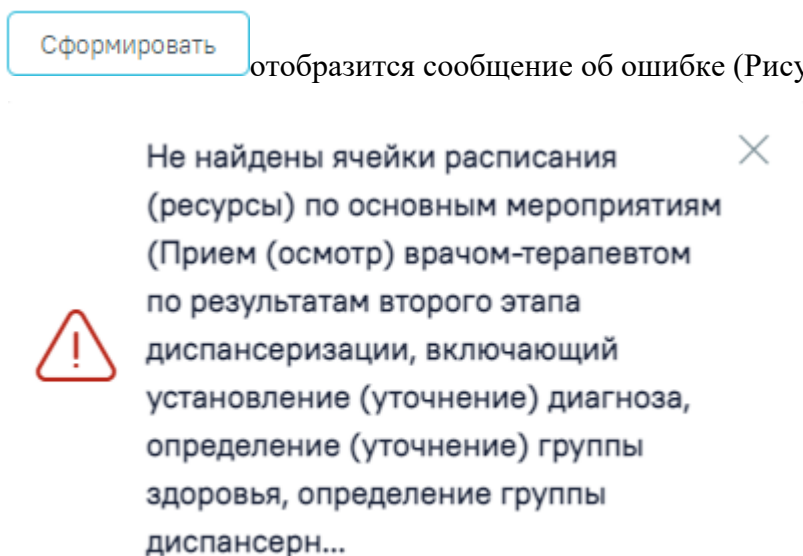 Сформировать отобразится сообщение об ошибке (Рису
Не найдены ячейки расписания
(ресурсы) по основным мероприятиям
(Прием (осмотр) врачом-терапевтом
по результатам второго этапа
диспансеризации, включающий
установление (уточнение) диагноза,
определение (уточнение) группы
здоровья, определение группы
диспансерн...